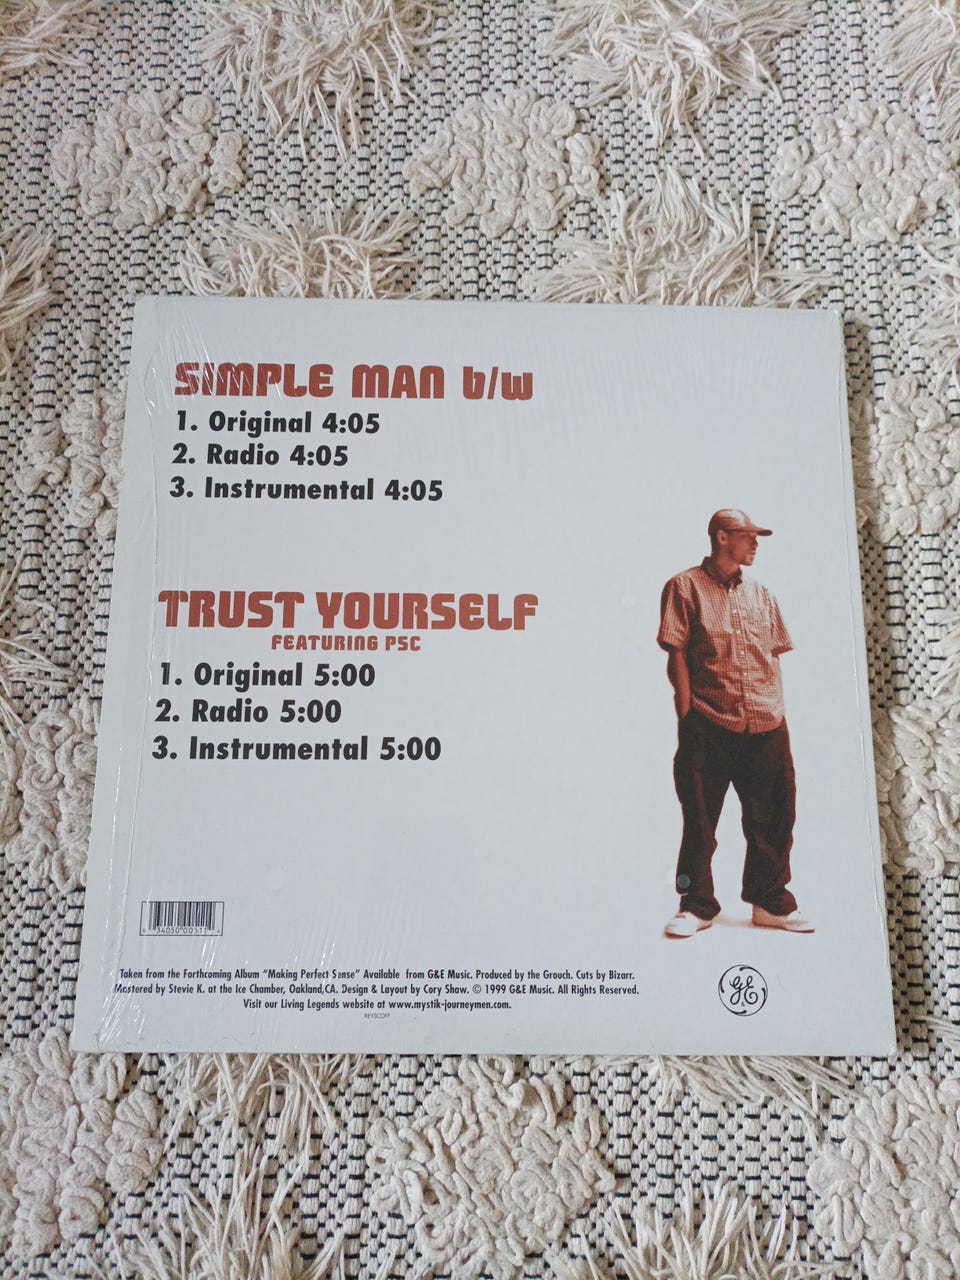 SIMPLE MAN b/w
1. Original 4:05
2. Radio 4:05
3. Instrumental 4:05
TRUST YOURSELF
FEATURING PSC
1. Original 5:00
2. Radio 5:00
3. Instrumental 5:00
34050 00511
Taken from the Forthcoming Album "Making Perfect Sense" Available from G&E Music. Produced by the Grouch. Cuts by Bizarr.
Mastered by Stevie K. at the Ice Chamber, Oakland,CA. Design & Layout by Cory Shaw. © 1999 G&E Music. All Rights Reserved.
Visit our Living Legends website at www.mystik-journeymen.com.
REYSCOFF
G&E